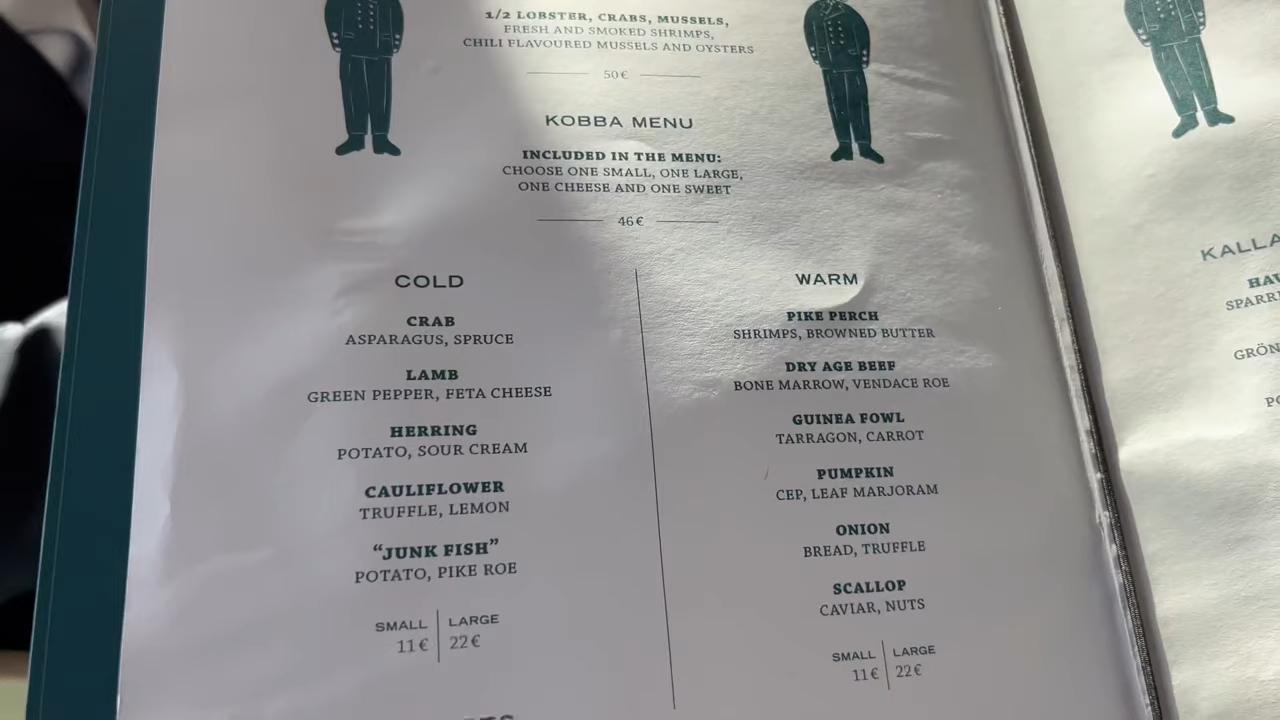 1/2 LOBSTER, CRABS, MUSSELS,
FRESH AND SMOKED SHRIMPS,
CHILI FLAVOURED MUSSELS AND OYSTERS
50€
KOBBA MENU
INCLUDED IN THE MENU:
CHOOSE ONE SMALL, ONE LARGE,
ONE CHEESE AND ONE SWEET
46€
COLD
CRAB
ASPARAGUS, SPRUCE
LAMB
GREEN PEPPER, FETA CHEESE
HERRING
POTATO, SOUR CREAM
CAULIFLOWER
TRUFFLE, LEMON
“JUNK FISH”
POTATO, PIKE ROE
SMALL LARGE
11€ 22€
WARM
PIKE PERCH
SHRIMPS, BROWNED BUTTER
DRY AGE BEEF
BONE MARROW, VENDACE ROE
GUINEA FOWL
TARRAGON, CARROT
PUMPKIN
CEP, LEAF MARJORAM
ONION
BREAD, TRUFFLE
SCALLOP
CAVIAR, NUTS
SMALL LARGE
11€ 22€
KALLA